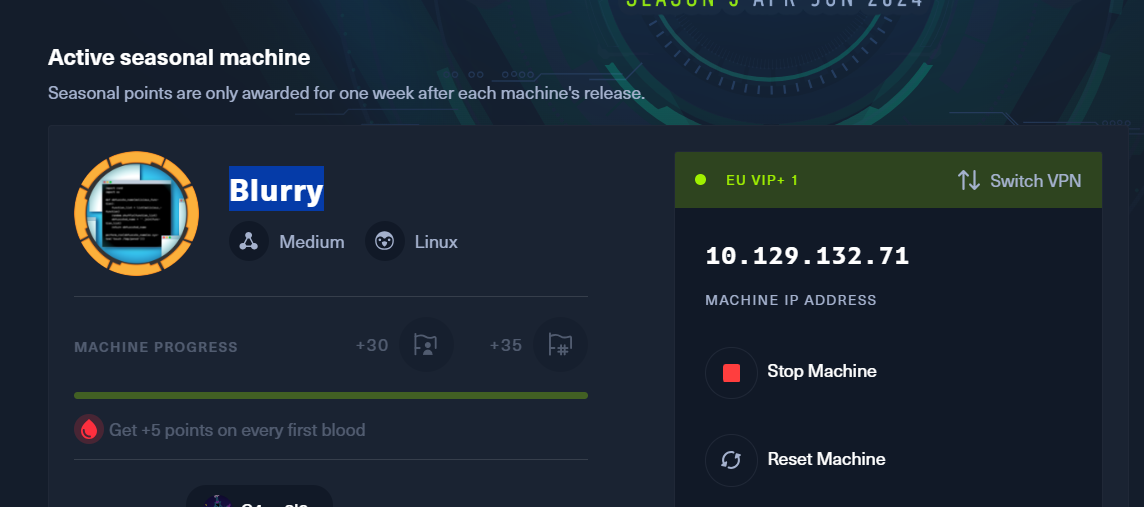 SEASON 5 APR-JUN 2024
Active seasonal machine
Seasonal points are only awarded for one week after each machine's release.
Blurry
Medium
Linux
MACHINE PROGRESS
+30
+35
Get +5 points on every first blood
EU VIP+ 1
Switch VPN
10.129.132.71
MACHINE IP ADDRESS
Stop Machine
Reset Machine